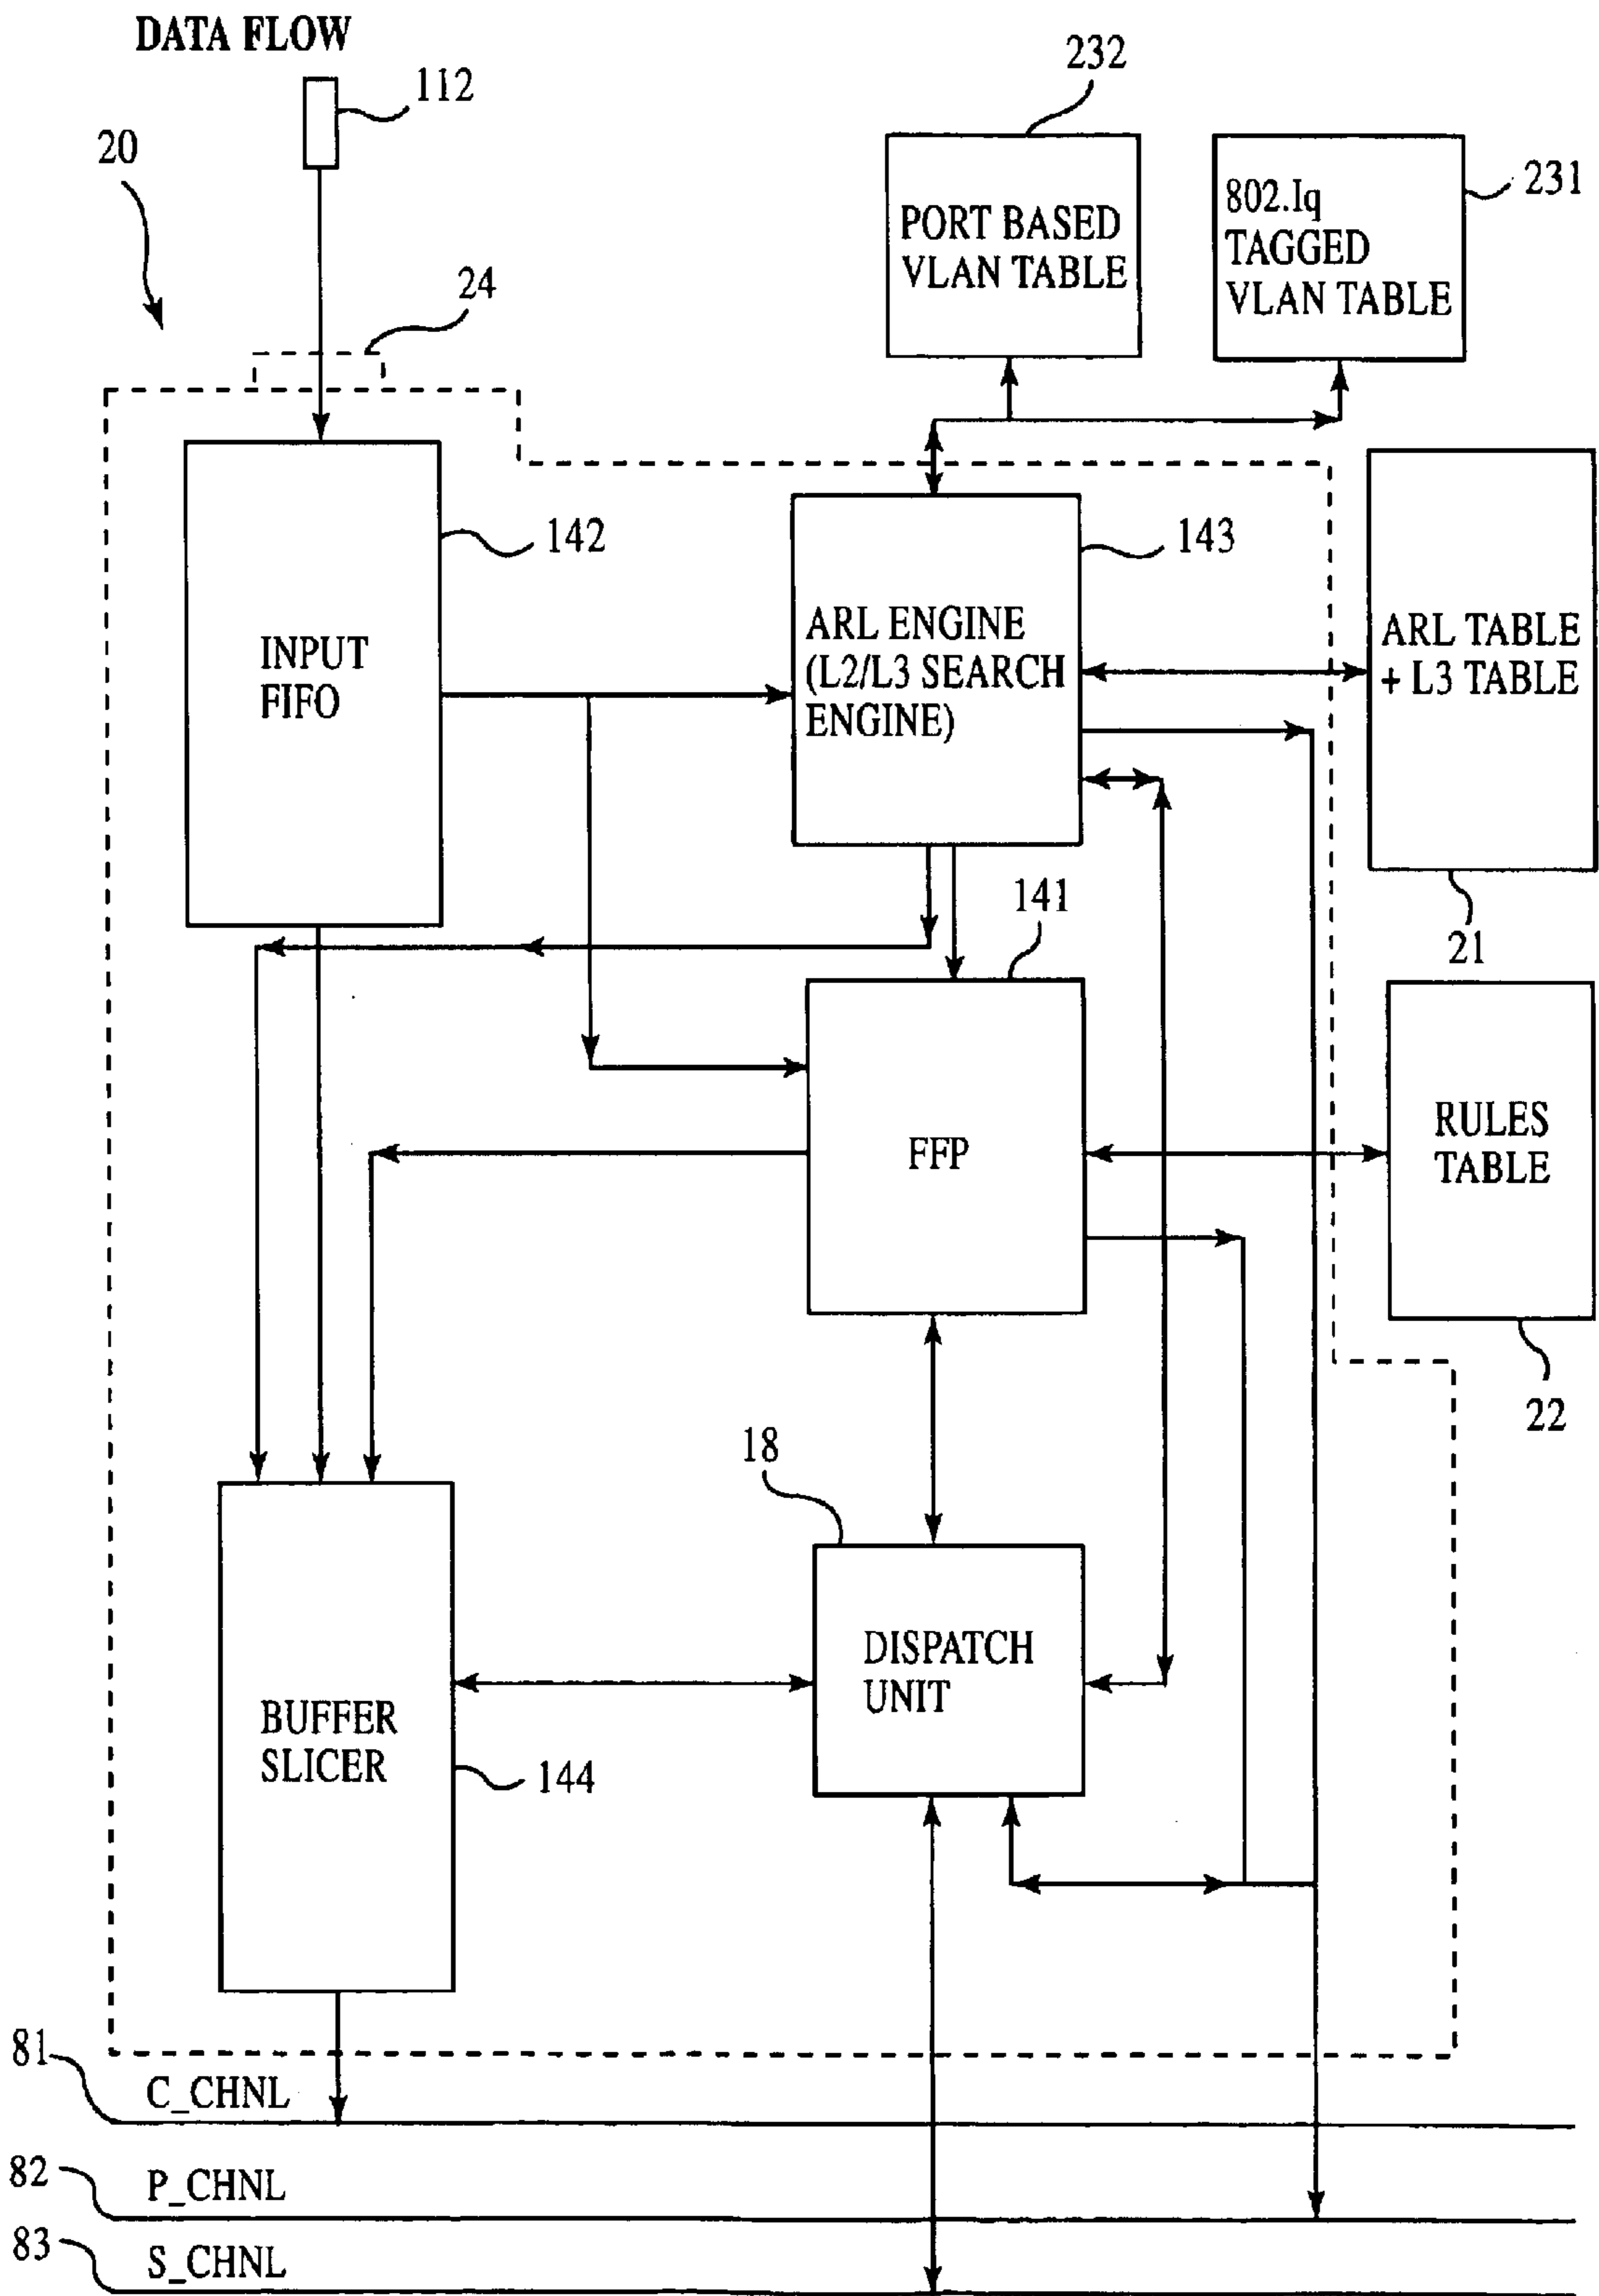 DATA FLOW
112
20
24
232
PORT BASED
VLAN TABLE
802.Iq
TAGGED
VLAN TABLE
231
INPUT
FIFO
142
ARL ENGINE
(L2/L3 SEARCH
ENGINE)
143
ARL TABLE
+ L3 TABLE
21
141
FFP
RULES
TABLE
22
18
DISPATCH
UNIT
BUFFER
SLICER
144
81
C_CHNL
82
P_CHNL
83
S_CHNL